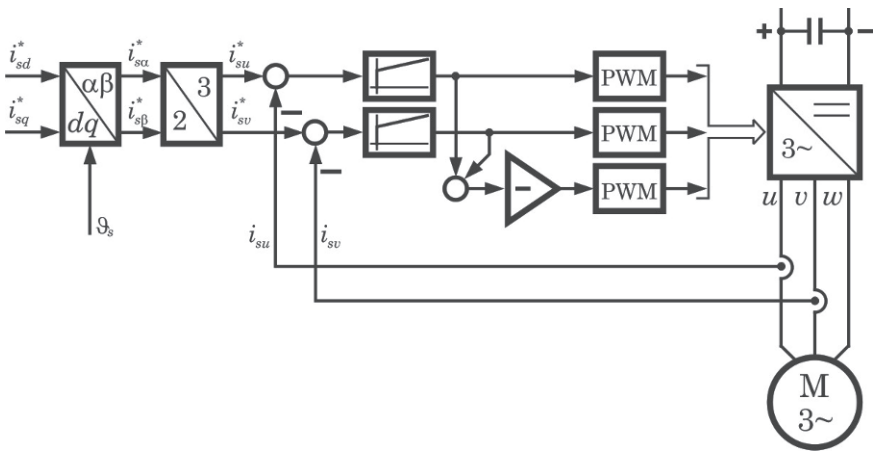 i*sd
i*sq
αβ
dq
ϑs
i*sα
i*sβ
3
2
i*su
i*sv
−
−
isu
isv
−
PWM
PWM
PWM
+
−
3~
u v w
M
3~